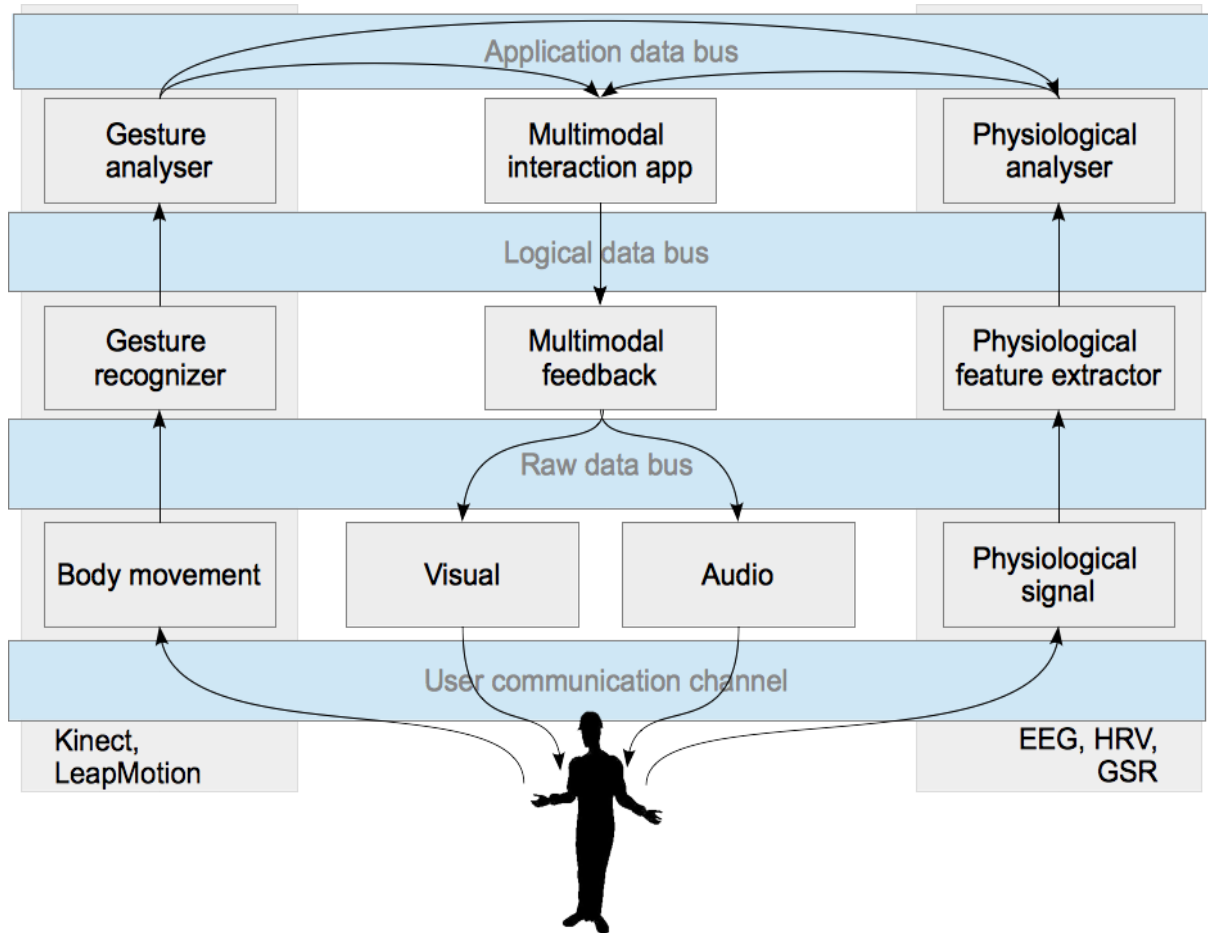 Application data bus
Gesture
analyser
Multimodal
interaction app
Physiological
analyser
Logical data bus
Gesture
recognizer
Multimodal
feedback
Physiological
feature extractor
Raw data bus
Body movement
Visual
Audio
Physiological
signal
User communication channel
Kinect,
LeapMotion
EEG, HRV,
GSR